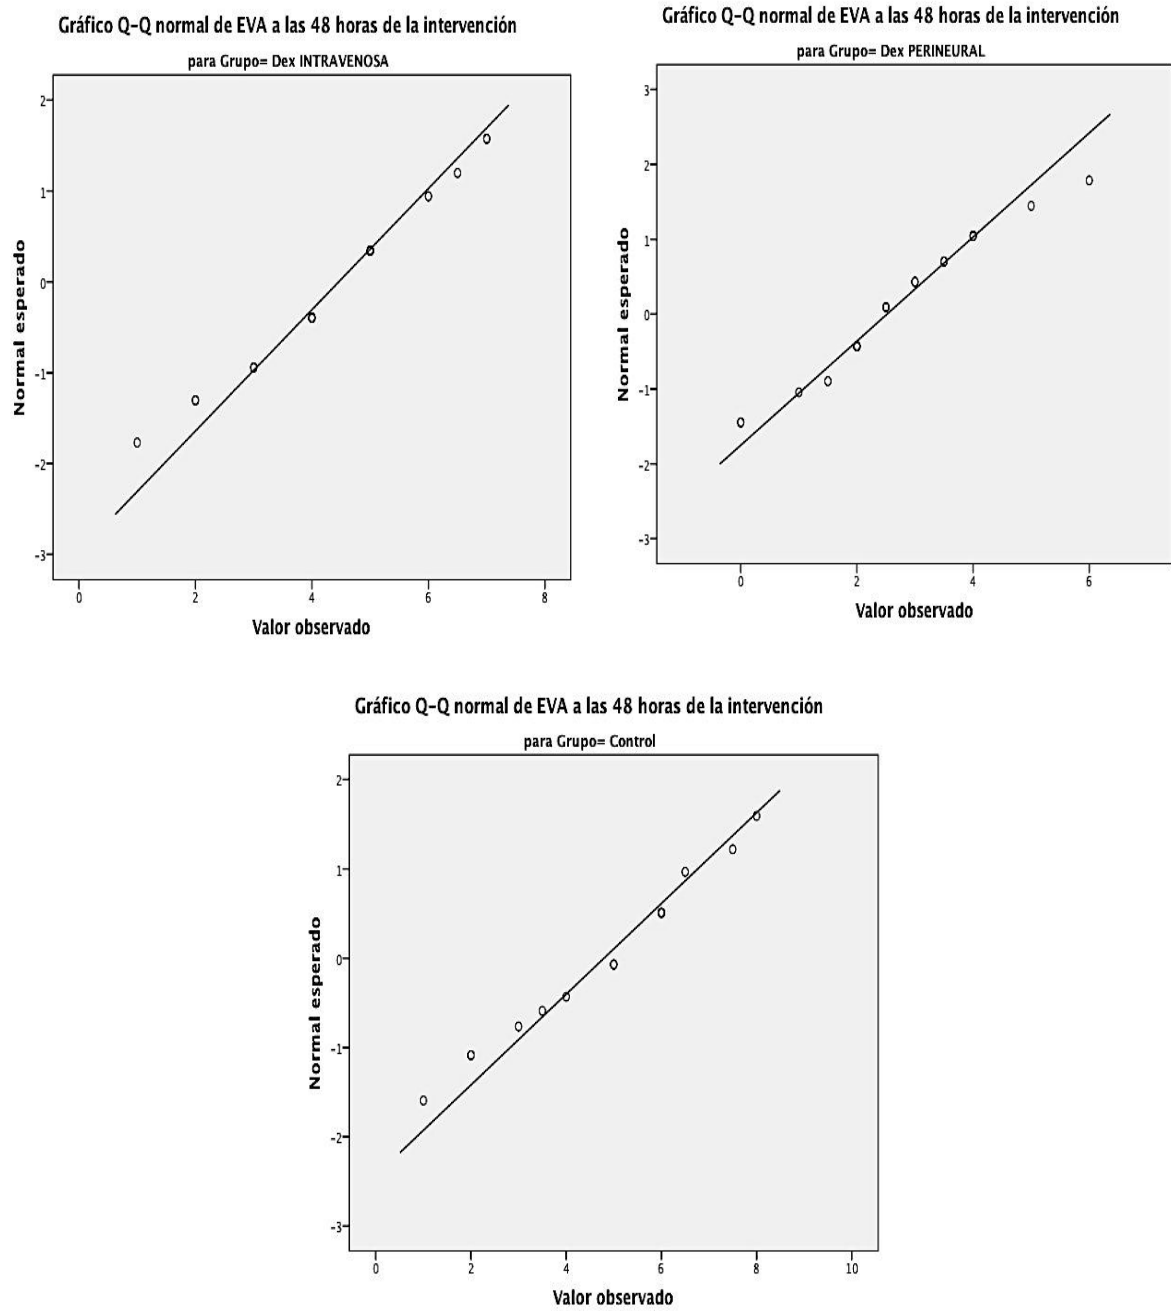 Gráfico Q-Q normal de EVA a las 48 horas de la intervención
para Grupo= Dex INTRAVENOSA
2
1
0
-1
-2
-3
Normal esperado
0 2 4 6 8
Valor observado
Gráfico Q-Q normal de EVA a las 48 horas de la intervención
para Grupo= Dex PERINEURAL
3
2
1
0
-1
-2
-3
Normal esperado
0 2 4 6
Valor observado
Gráfico Q-Q normal de EVA a las 48 horas de la intervención
para Grupo= Control
2
1
0
-1
-2
-3
Normal esperado
0 2 4 6 8 10
Valor observado